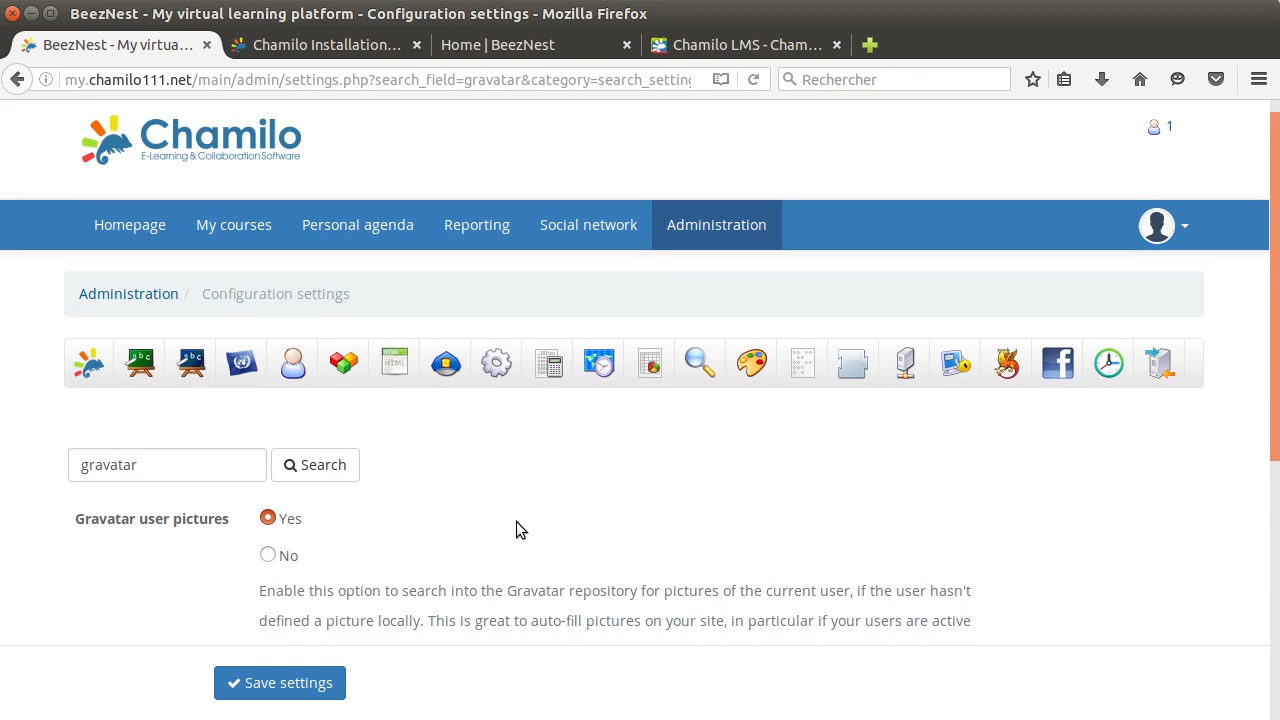 BeezNest - My virtual learning platform - Configuration settings - Mozilla Firefox
BeezNest - My virtua...
Chamilo Installation...
Home | BeezNest
Chamilo LMS - Cham...
my.chamilo111.net/main/admin/settings.php?search_field=gravatar&category=search_setting
Rechercher
Chamilo
E-Learning & Collaboration Software
1
Homepage
My courses
Personal agenda
Reporting
Social network
Administration
Administration / Configuration settings
abc
abc
HTML
HTML
gravatar
Search
Gravatar user pictures
Yes
No
Enable this option to search into the Gravatar repository for pictures of the current user, if the user hasn't
defined a picture locally. This is great to auto-fill pictures on your site, in particular if your users are active
Save settings